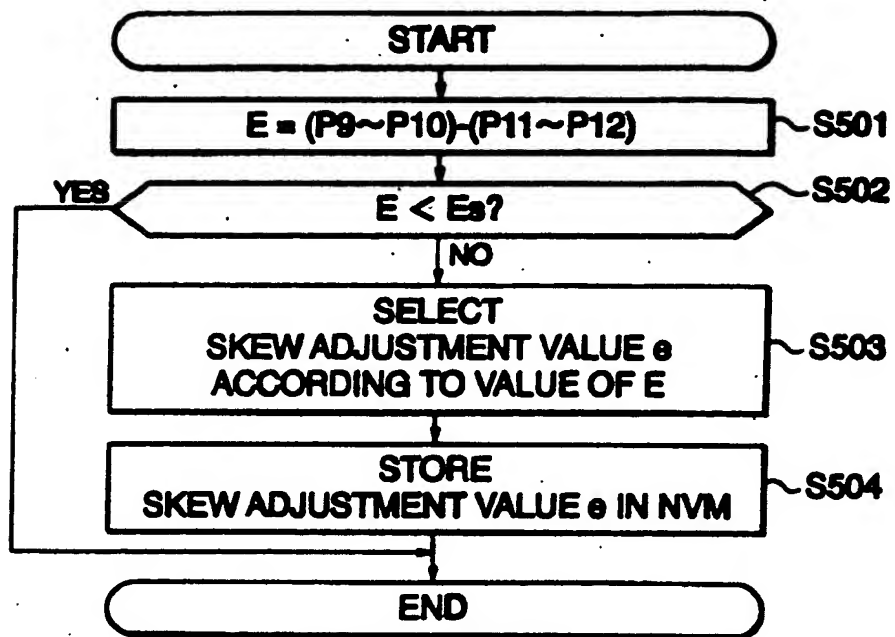 START
E = (P9~P10)-(P11~P12)
S501
YES
E < Es?
S502
NO
SELECT
SKEW ADJUSTMENT VALUE e
ACCORDING TO VALUE OF E
S503
STORE
SKEW ADJUSTMENT VALUE e IN NVM
S504
END